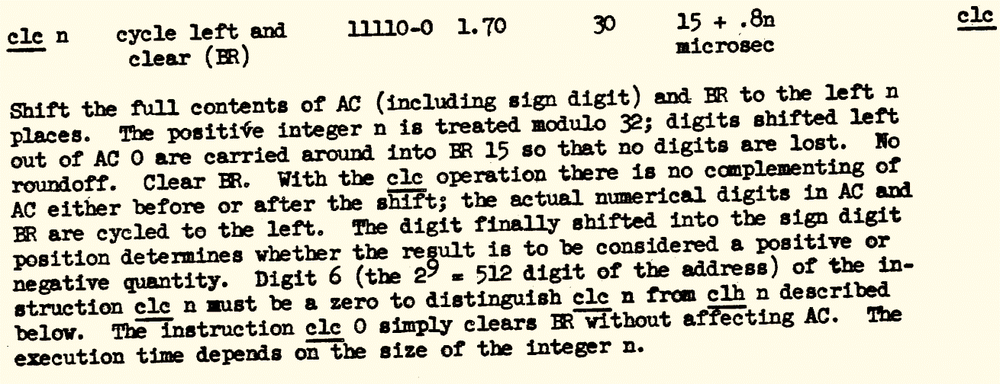 clc n cycle left and 11110-0 1.70 30 15 + .8n clc
clear (BR) microsec
Shift the full contents of AC (including sign digit) and BR to the left n
places. The positive integer n is treated modulo 32; digits shifted left
out of AC 0 are carried around into BR 15 so that no digits are lost. No
roundoff. Clear BR. With the clc operation there is no complementing of
AC either before or after the shift; the actual numerical digits in AC and
BR are cycled to the left. The digit finally shifted into the sign digit
position determines whether the result is to be considered a positive or
negative quantity. Digit 6 (the 2⁹ = 512 digit of the address) of the in-
struction clc n must be a zero to distinguish clc n from clh n described
below. The instruction clc 0 simply clears BR without affecting AC. The
execution time depends on the size of the integer n.